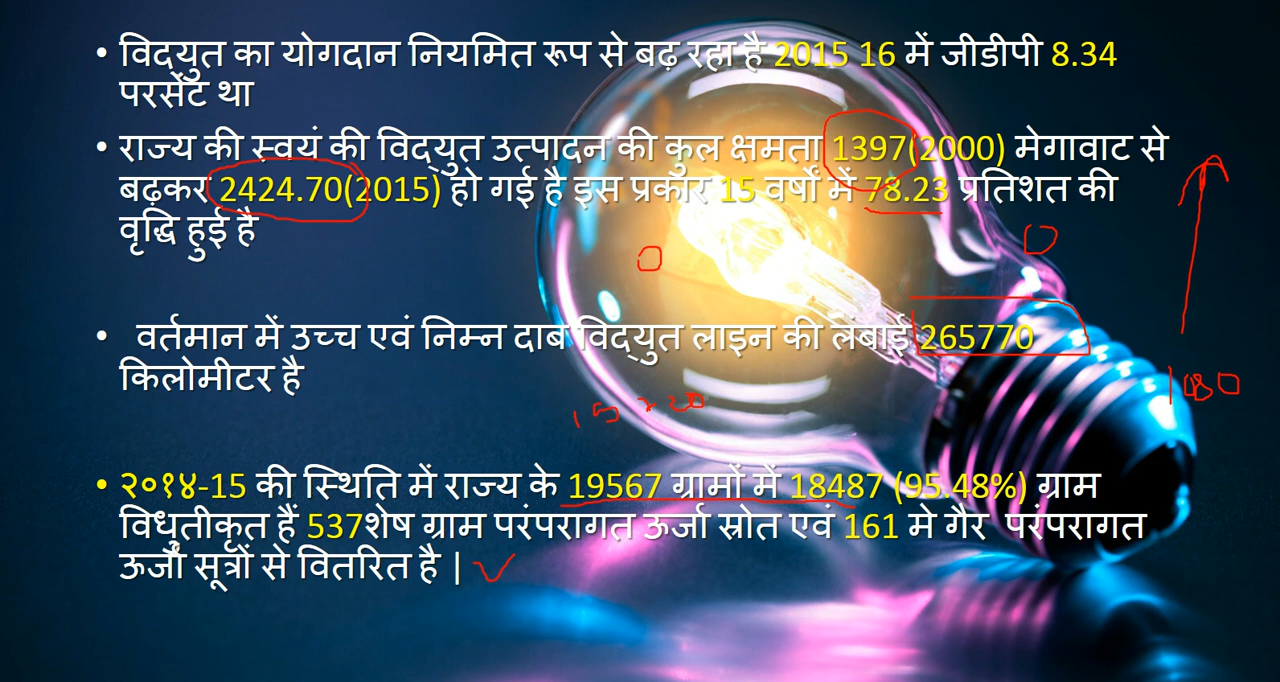 • विद्युत का योगदान नियमित रूप से बढ़ रहा है 2015 16 में जीडीपी 8.34
परसेंट था
• राज्य की स्वयं की विद्युत उत्पादन की कुल क्षमता 1397(2000) मेगावाट से
बढ़कर 2424.70(2015) हो गई है इस प्रकार 15 वर्षों में 78.23 प्रतिशत की
वृद्धि हुई है
• वर्तमान में उच्च एवं निम्न दाब विद्युत लाइन की लंबाई 265770
किलोमीटर है
1080
• २०१४-15 की स्थिति में राज्य के 19567 ग्रामों में 18487 (95.48%) ग्राम
विधुतीकृत हैं 537शेष ग्राम परंपरागत ऊर्जा स्रोत एवं 161 मे गैर परंपरागत
ऊर्जा सूत्रों से वितरित है |